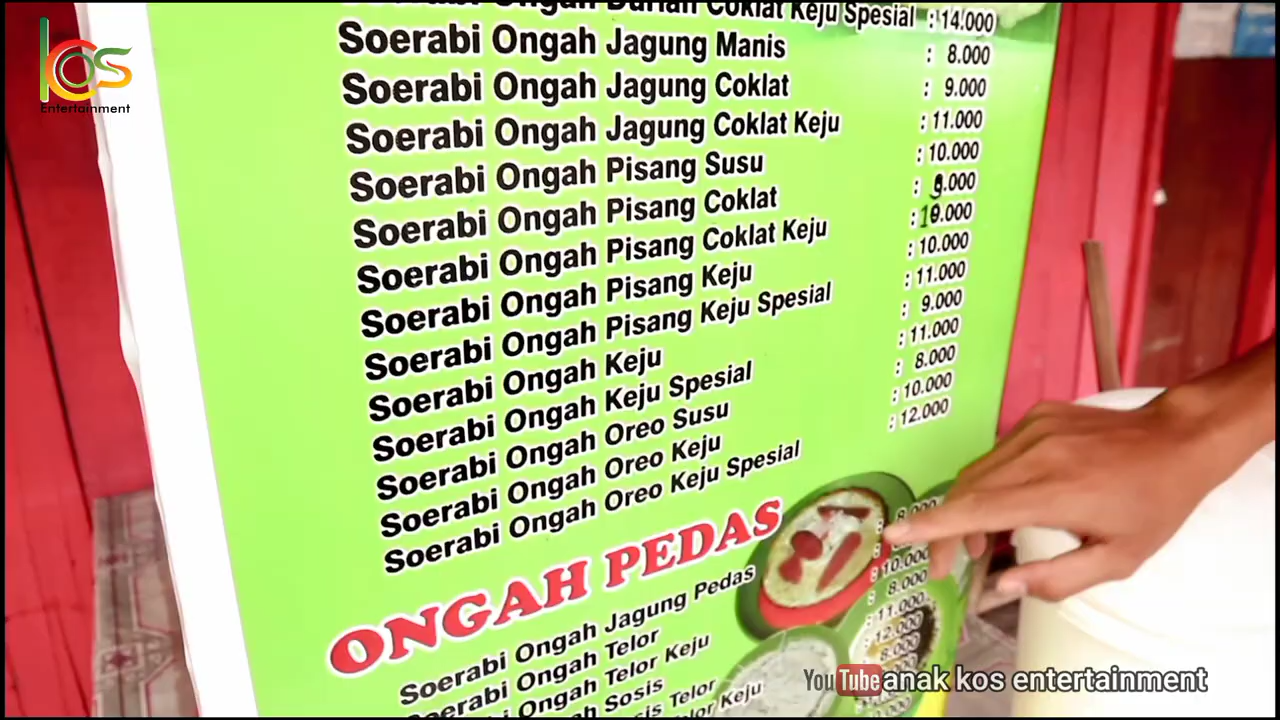 Kos
Entertainment
Soerabi Ongah Durian Coklat Keju Spesial : 14.000
Soerabi Ongah Jagung Manis : 8.000
Soerabi Ongah Jagung Coklat : 9.000
Soerabi Ongah Jagung Coklat Keju : 11.000
Soerabi Ongah Pisang Susu : 10.000
Soerabi Ongah Pisang Coklat : 9.000
Soerabi Ongah Pisang Coklat Keju : 10.000
Soerabi Ongah Pisang Keju : 10.000
Soerabi Ongah Pisang Keju Spesial : 11.000
Soerabi Ongah Keju : 9.000
Soerabi Ongah Keju Spesial : 11.000
Soerabi Ongah Oreo Susu : 8.000
Soerabi Ongah Oreo Keju : 10.000
Soerabi Ongah Oreo Keju Spesial : 12.000
ONGAH PEDAS
Soerabi Ongah Jagung Pedas : 8.000
Soerabi Ongah Telor
Ongah Telor Keju : 10.000
Sosis : 8.000
Telor : 11.000
Keju : 12.000
8.000
YouTube anak kos entertainment